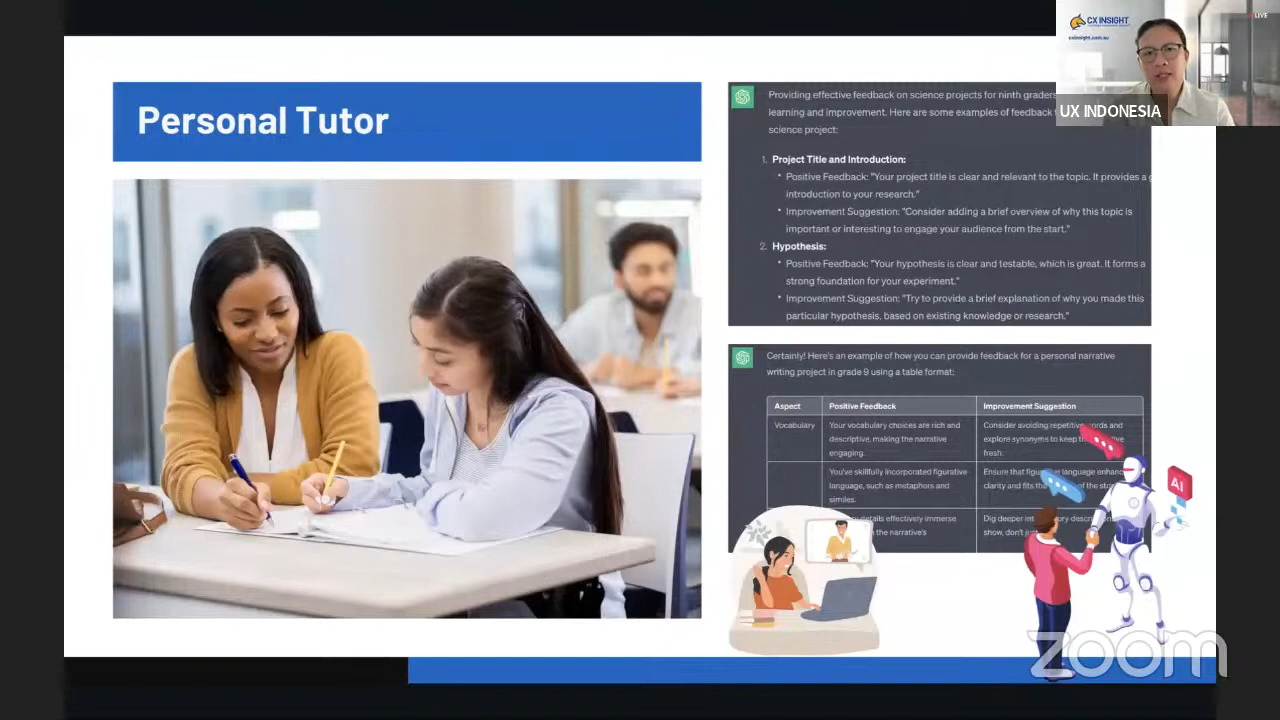 CX INSIGHT
cxinsight.com.au
LIVE
UX INDONESIA
Personal Tutor
Providing effective feedback on science projects for ninth graders
learning and improvement. Here are some examples of feedback
science project:
1. Project Title and Introduction:
• Positive Feedback: "Your project title is clear and relevant to the topic. It provides a
introduction to your research."
• Improvement Suggestion: "Consider adding a brief overview of why this topic is
important or interesting to engage your audience from the start."
2. Hypothesis:
• Positive Feedback: "Your hypothesis is clear and testable, which is great. It forms a
strong foundation for your experiment."
• Improvement Suggestion: "Try to provide a brief explanation of why you made this
particular hypothesis, based on existing knowledge or research."
Certainly! Here's an example of how you can provide feedback for a personal narrative
writing project in grade 9 using a table format:
Aspect Positive Feedback Improvement Suggestion
Vocabulary Your vocabulary choices are rich and Consider avoiding repetitive words and
descriptive, making the narrative explore synonyms to keep
engaging. fresh.
You've skillfully incorporated figurative Ensure that language
language, such as metaphors and clarity and fits the of the
similes.
details effectively immerse Dig deeper
the narrative's show, don't
AI
zoom